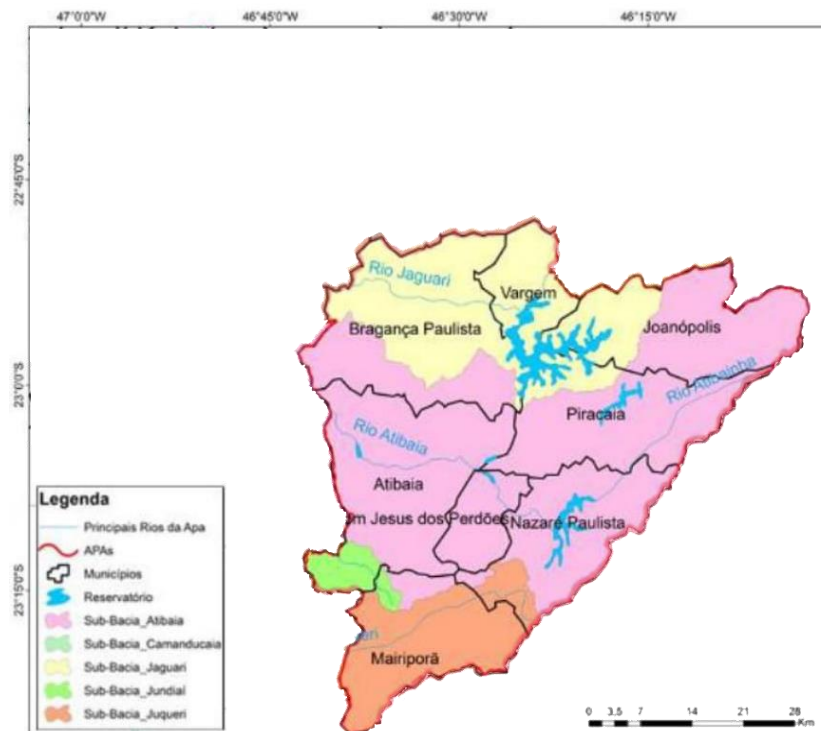 47°0'0"W 46°45'0"W 46°30'0"W 46°15'0"W
22°45'0"S
23°0'0"S
23°15'0"S
Rio Jaguari
Vargem
Bragança Paulista
Joanópolis
Rio Atibainha
Piracaia
Rio Atibaia
Atibaia
m Jesus dos Perdões
Nazaré Paulista
Mairiporã
Legenda
Principais Rios da Apa
APAs
Municípios
Reservatório
Sub-Bacia_Atibaia
Sub-Bacia_Camanducaia
Sub-Bacia_Jaguari
Sub-Bacia_Jundiaí
Sub-Bacia_Juqueri
0 3,5 7 14 21 28
Km